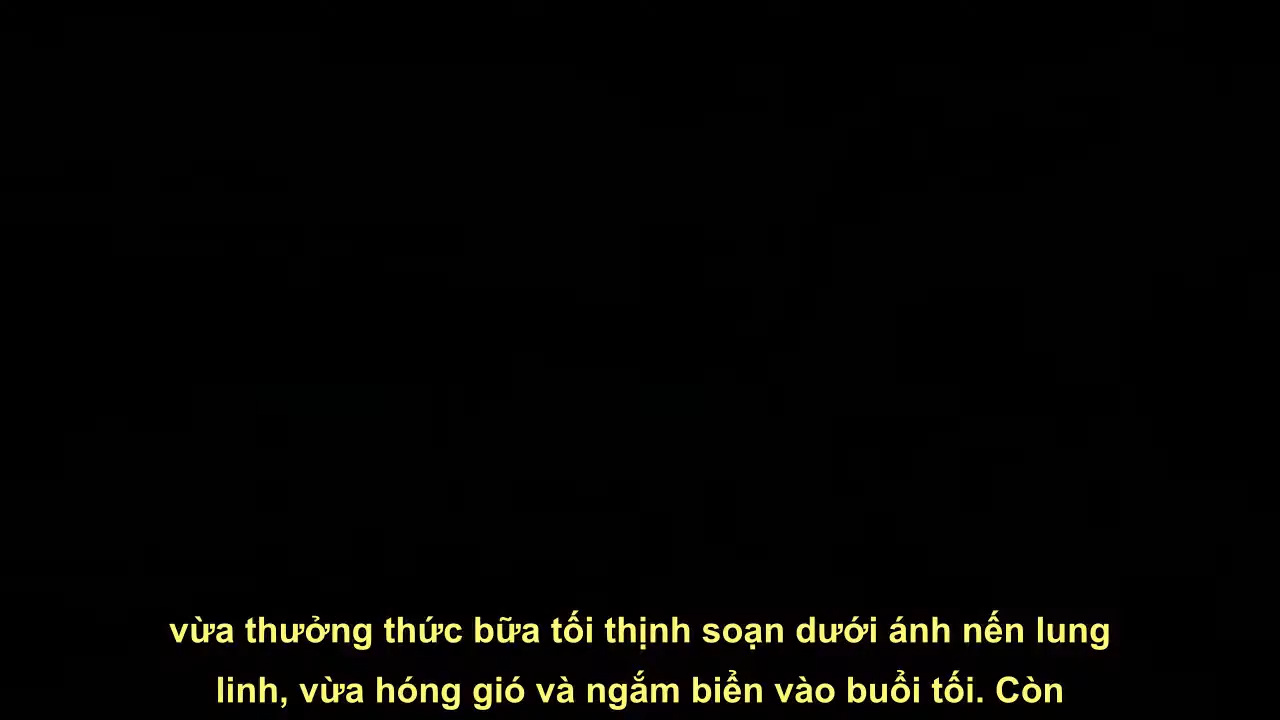 vừa thưởng thức bữa tối thịnh soạn dưới ánh nến lung
linh, vừa hóng gió và ngắm biển vào buổi tối. Còn